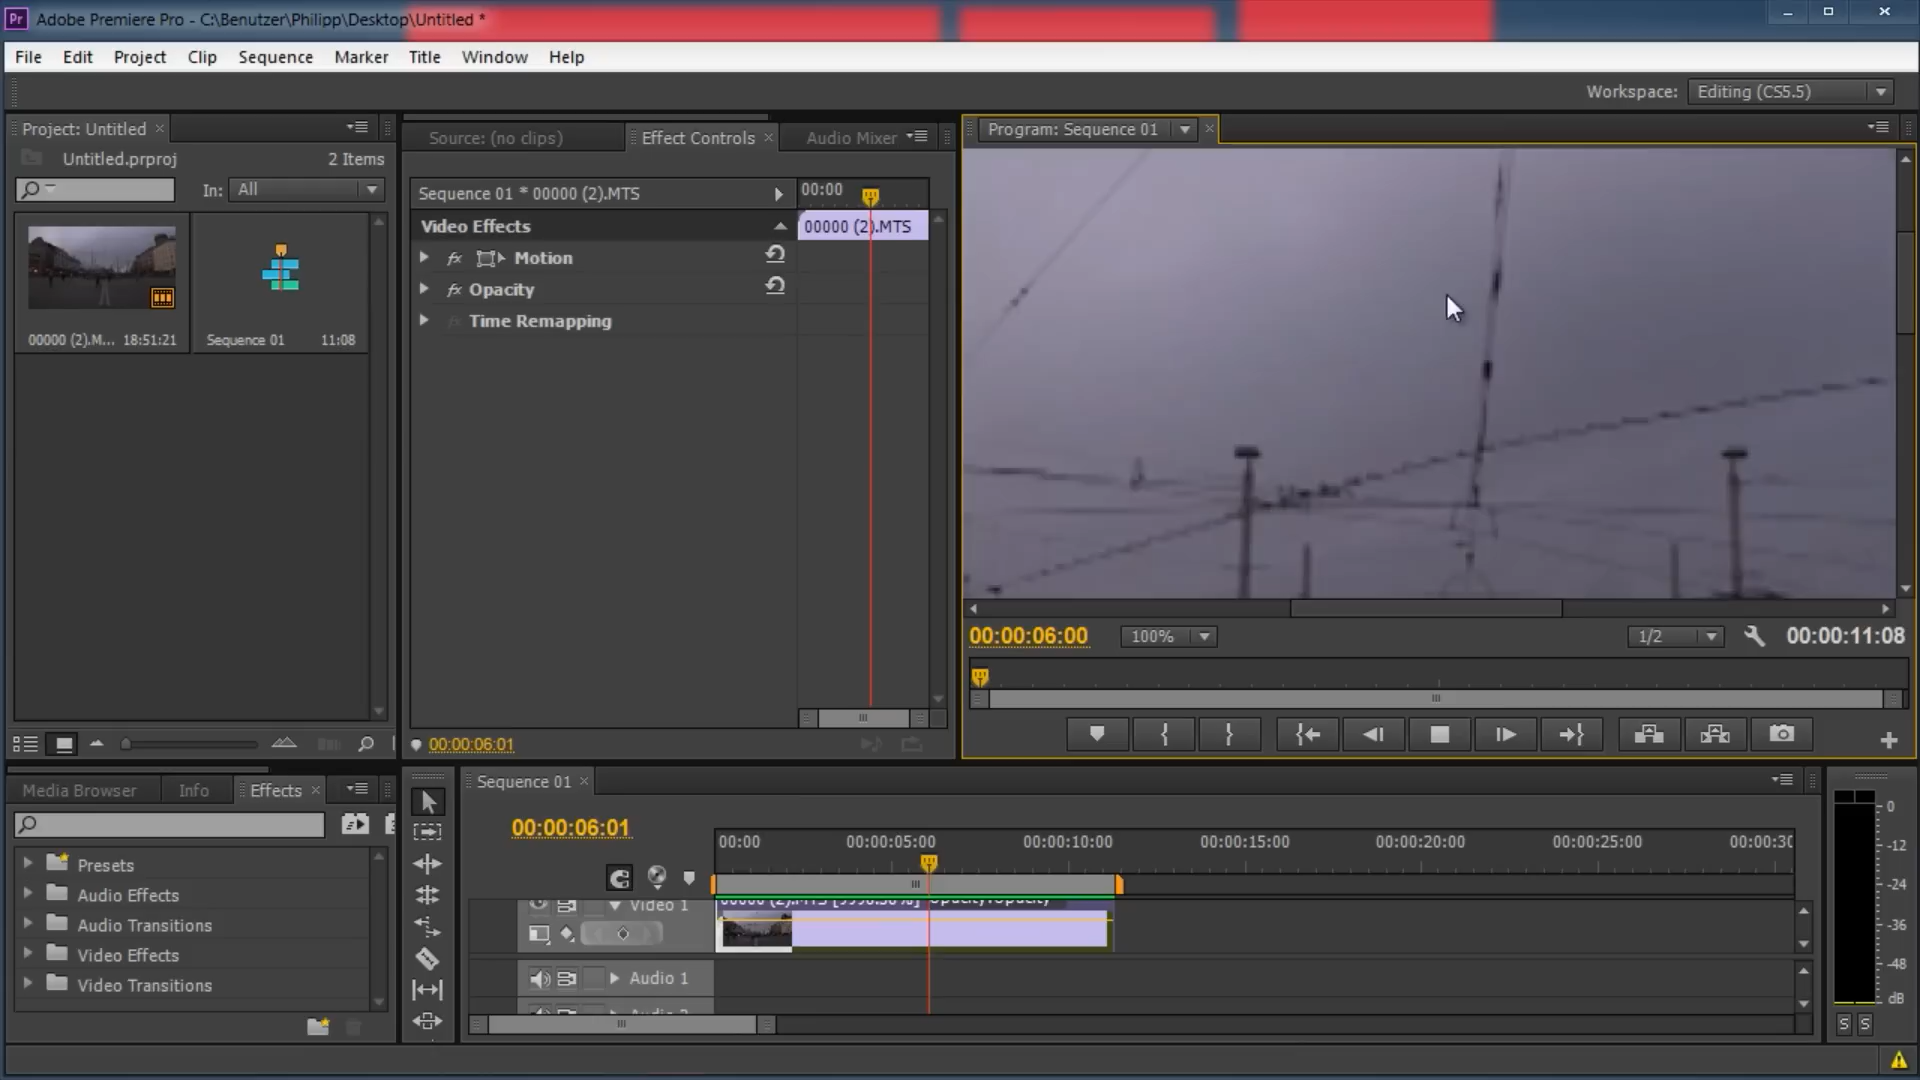 Pr Adobe Premiere Pro - C:\Benutzer\Philipp\Desktop\Untitled *
File Edit Project Clip Sequence Marker Title Window Help
Workspace: Editing (CS5.5)
Project: Untitled
Untitled.prproj 2 Items
In: All
00000 (2).M... 18:51:21
Sequence 01 11:08
Source: (no clips) Effect Controls Audio Mixer
Sequence 01 * 00000 (2).MTS 00:00
Video Effects 00000 (2).MTS
fx Motion
fx Opacity
Time Remapping
00:00:06:01
Program: Sequence 01
00:00:06:00 100% 1/2 00:00:11:08
Media Browser Info Effects
Presets
Audio Effects
Audio Transitions
Video Effects
Video Transitions
Sequence 01
00:00:06:01
00:00 00:00:05:00 00:00:10:00 00:00:15:00 00:00:20:00 00:00:25:00 00:00:30
Video 1
Audio 1
0
-12
-24
-36
-48
dB
S S